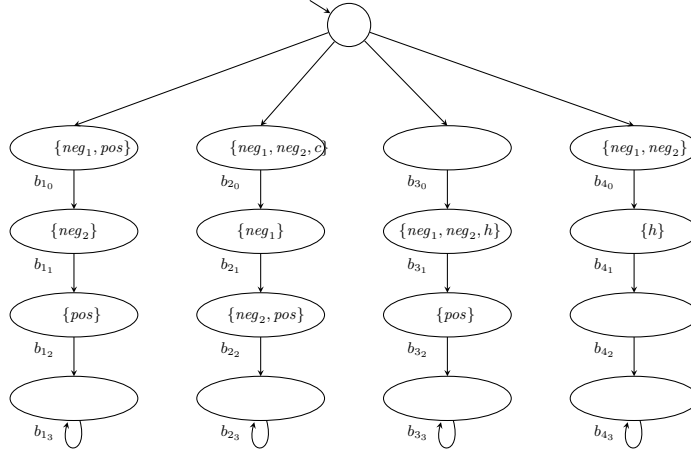 {neg₁, pos} {neg₁, neg₂, c} {neg₁, neg₂}
b₁₀ b₂₀ b₃₀ b₄₀
{neg₂} {neg₁} {neg₁, neg₂, h} {h}
b₁₁ b₂₁ b₃₁ b₄₁
{pos} {neg₂, pos} {pos}
b₁₂ b₂₂ b₃₂ b₄₂
b₁₃ b₂₃ b₃₃ b₄₃